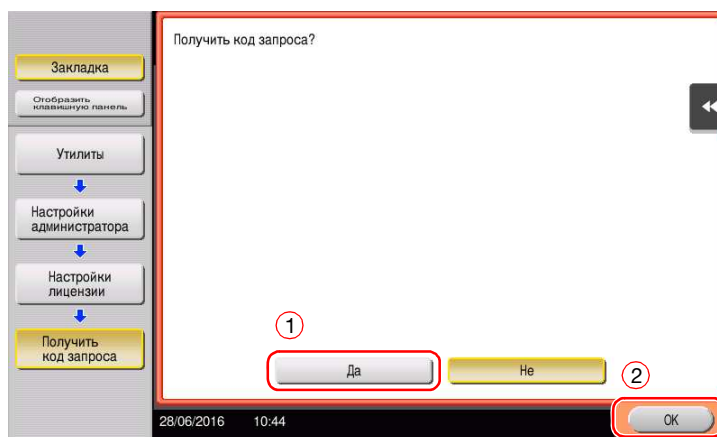 Получить код запроса?
Закладка
Отобразить
клавишную панель
Утилиты
Настройки
администратора
Настройки
лицензии
Получить
код запроса
1
Да
Не
2
28/06/2016 10:44
OK